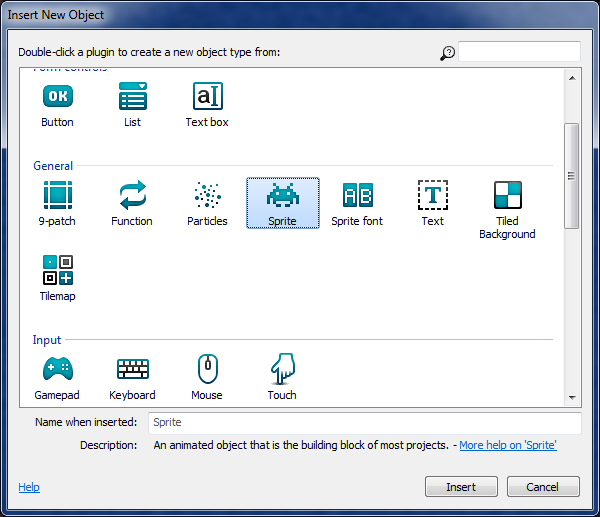 Insert New Object
Double-click a plugin to create a new object type from:
Form controls
OK
a
Button
List
Text box
General
AB
T
9-patch
Function
Particles
Sprite
Sprite font
Text
Tiled
Background
Tilemap
Input
Gamepad
Keyboard
Mouse
Touch
Name when inserted:
Sprite
Description:
An animated object that is the building block of most projects. - More help on 'Sprite'
Help
Insert
Cancel